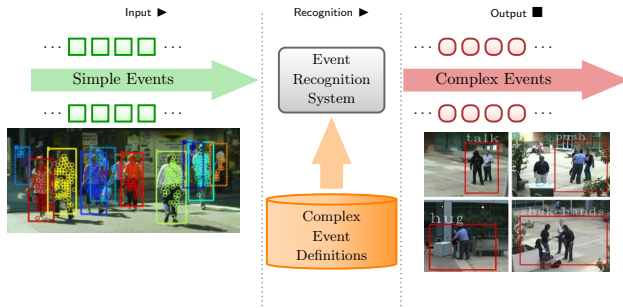 Input ▶
Recognition ▶
Output ■
... ...
Simple Events
... ...
Event
Recognition
System
Complex
Event
Definitions
... ...
Complex Events
... ...
talk
push
hug
shakehands